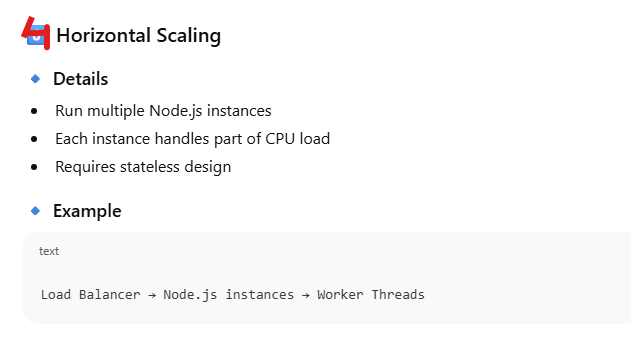 4 Horizontal Scaling
Details
Run multiple Node.js instances
Each instance handles part of CPU load
Requires stateless design
Example
text
Load Balancer → Node.js instances → Worker Threads